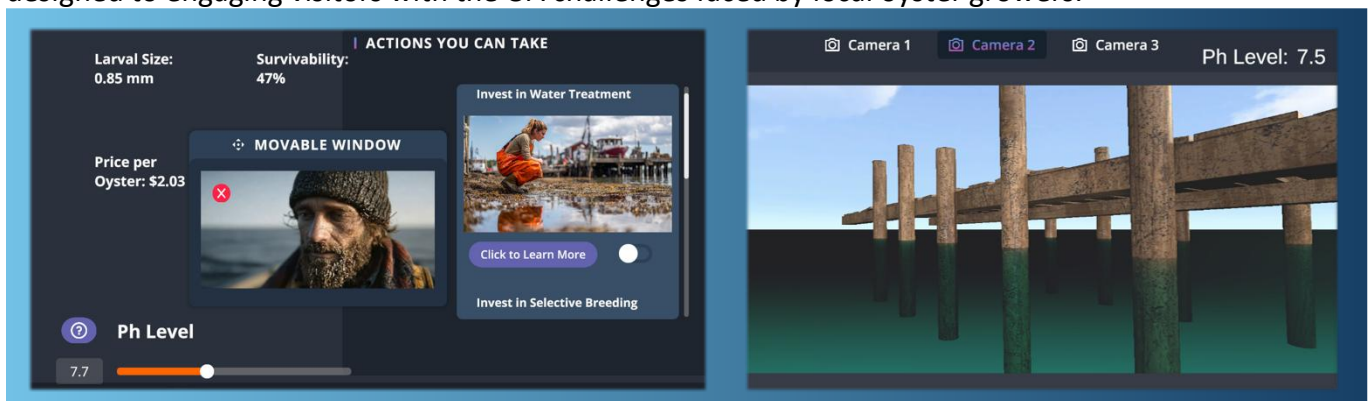 designed to engaging visitors with the OA challenges faced by local oyster growers.
ACTIONS YOU CAN TAKE
Larval Size:
0.85 mm
Survivability:
47%
Invest in Water Treatment
MOVABLE WINDOW
Price per
Oyster: $2.03
Click to Learn More
Invest in Selective Breeding
Ph Level
7.7
Camera 1
Camera 2
Camera 3
Ph Level: 7.5